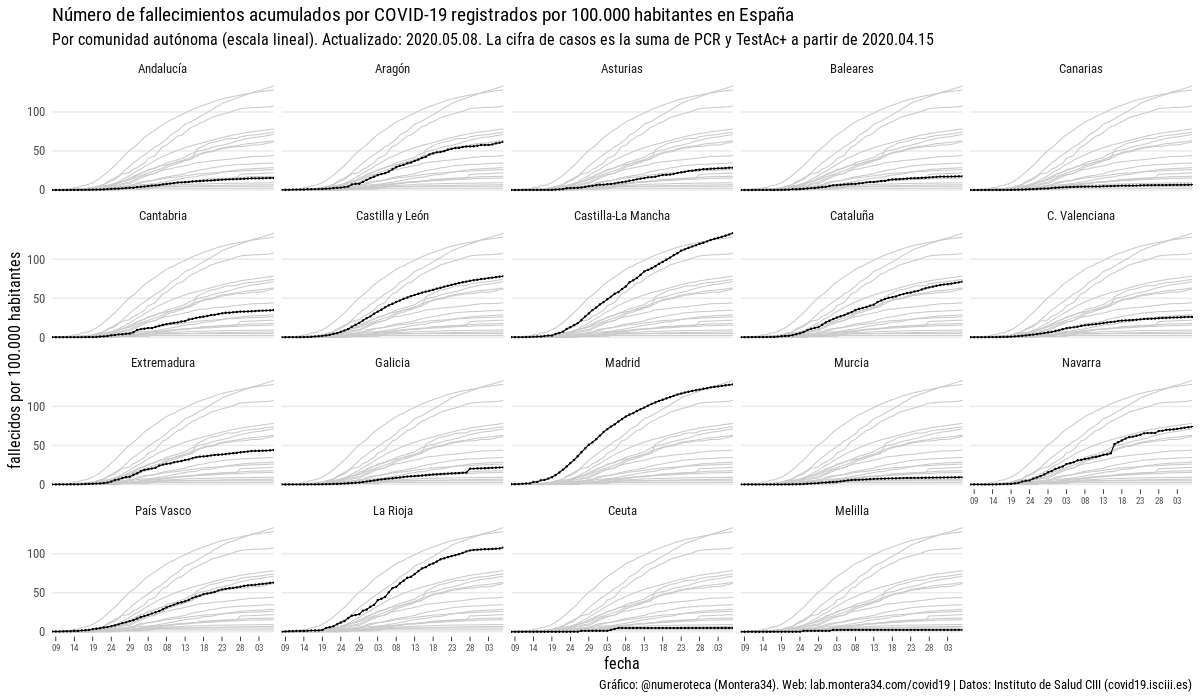 Número de fallecimientos acumulados por COVID-19 registrados por 100.000 habitantes en España
Por comunidad autónoma (escala lineal). Actualizado: 2020.05.08. La cifra de casos es la suma de PCR y TestAc+ a partir de 2020.04.15
Andalucía Aragón Asturias Baleares Canarias
100
50
0
Cantabria Castilla y León Castilla-La Mancha Cataluña C. Valenciana
100
50
0
fallecidos por 100.000 habitantes
Extremadura Galicia Madrid Murcia Navarra
100
50
0
09 14 19 24 29 03 08 13 18 23 28 03
País Vasco La Rioja Ceuta Melilla
100
50
0
09 14 19 24 29 03 08 13 18 23 28 03 09 14 19 24 29 03 08 13 18 23 28 03 09 14 19 24 29 03 08 13 18 23 28 03 09 14 19 24 29 03 08 13 18 23 28 03
fecha
Gráfico: @numeroteca (Montera34). Web: lab.montera34.com/covid19 | Datos: Instituto de Salud CIII (covid19.isciii.es)